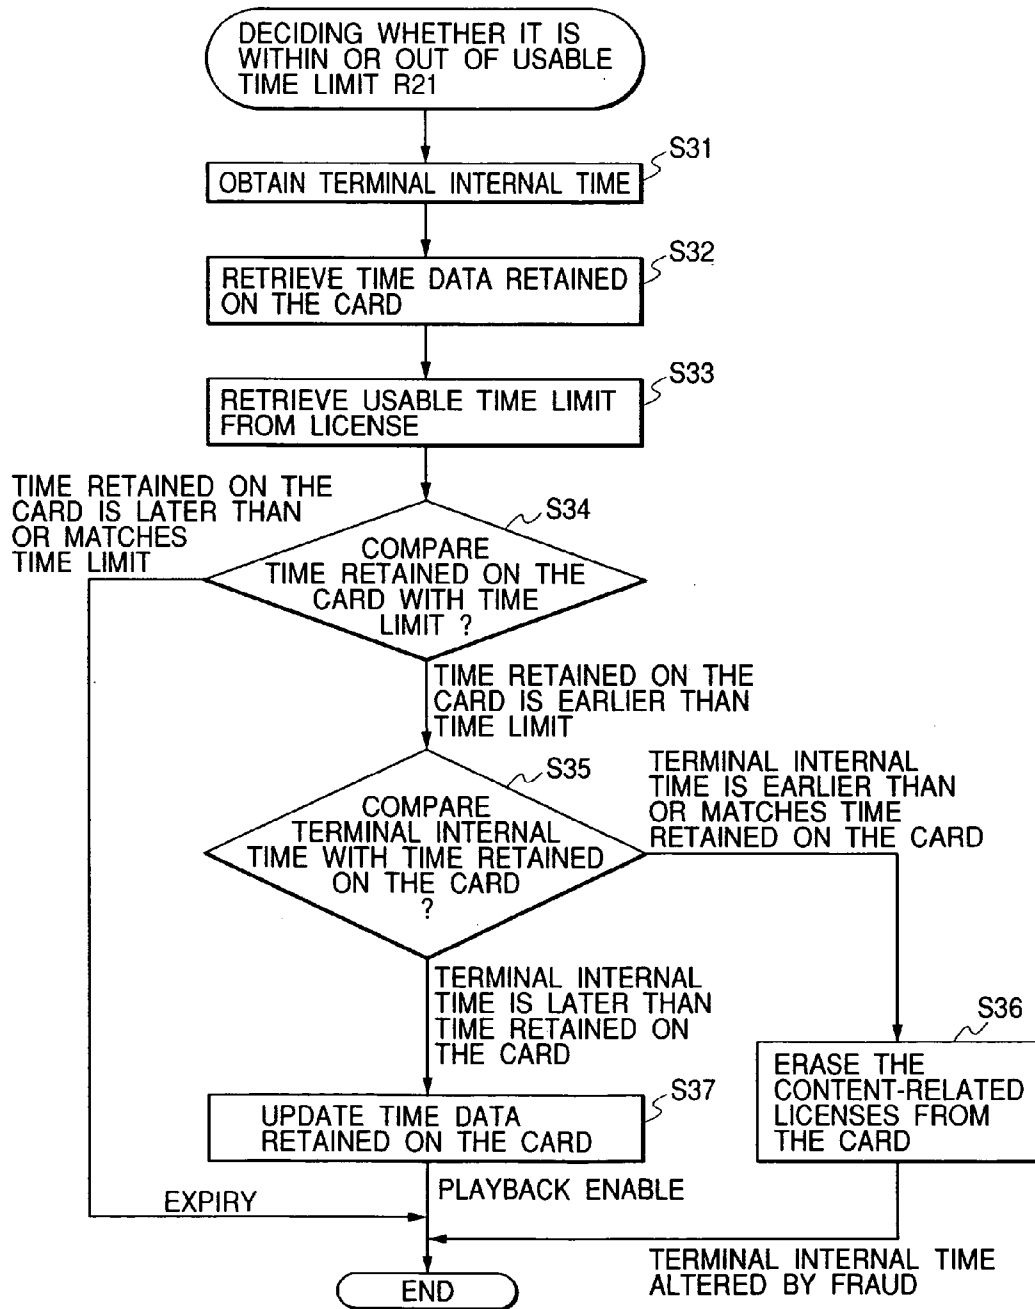 DECIDING WHETHER IT IS
WITHIN OR OUT OF USABLE
TIME LIMIT R21
S31
OBTAIN TERMINAL INTERNAL TIME
S32
RETRIEVE TIME DATA RETAINED
ON THE CARD
S33
RETRIEVE USABLE TIME LIMIT
FROM LICENSE
TIME RETAINED ON THE
CARD IS LATER THAN
OR MATCHES
TIME LIMIT
S34
COMPARE
TIME RETAINED ON THE
CARD WITH TIME
LIMIT ?
TIME RETAINED ON THE
CARD IS EARLIER THAN
TIME LIMIT
S35
COMPARE
TERMINAL INTERNAL
TIME WITH TIME RETAINED
ON THE CARD
?
TERMINAL INTERNAL
TIME IS EARLIER THAN
OR MATCHES TIME
RETAINED ON THE CARD
TERMINAL INTERNAL
TIME IS LATER THAN
TIME RETAINED ON
THE CARD
S36
ERASE THE
CONTENT-RELATED
LICENSES FROM
THE CARD
S37
UPDATE TIME DATA
RETAINED ON THE CARD
PLAYBACK ENABLE
EXPIRY
TERMINAL INTERNAL TIME
ALTERED BY FRAUD
END